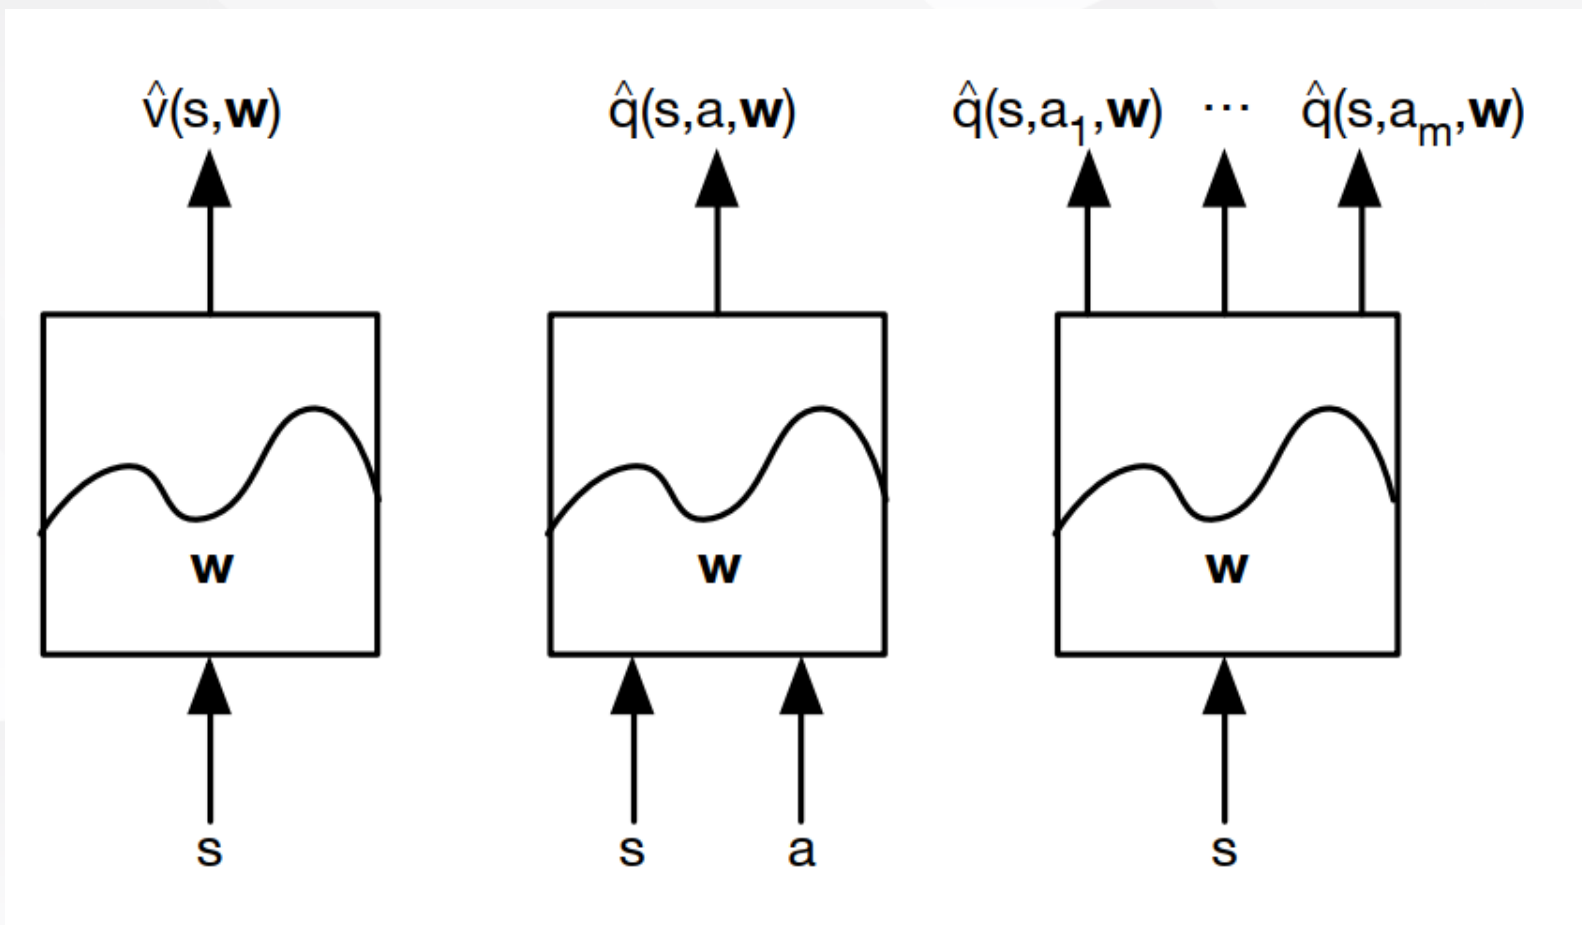 v̂(s,w)
q̂(s,a,w)
q̂(s,a₁,w) ⋯ q̂(s,aₘ,w)
w
w
w
s
s a
s